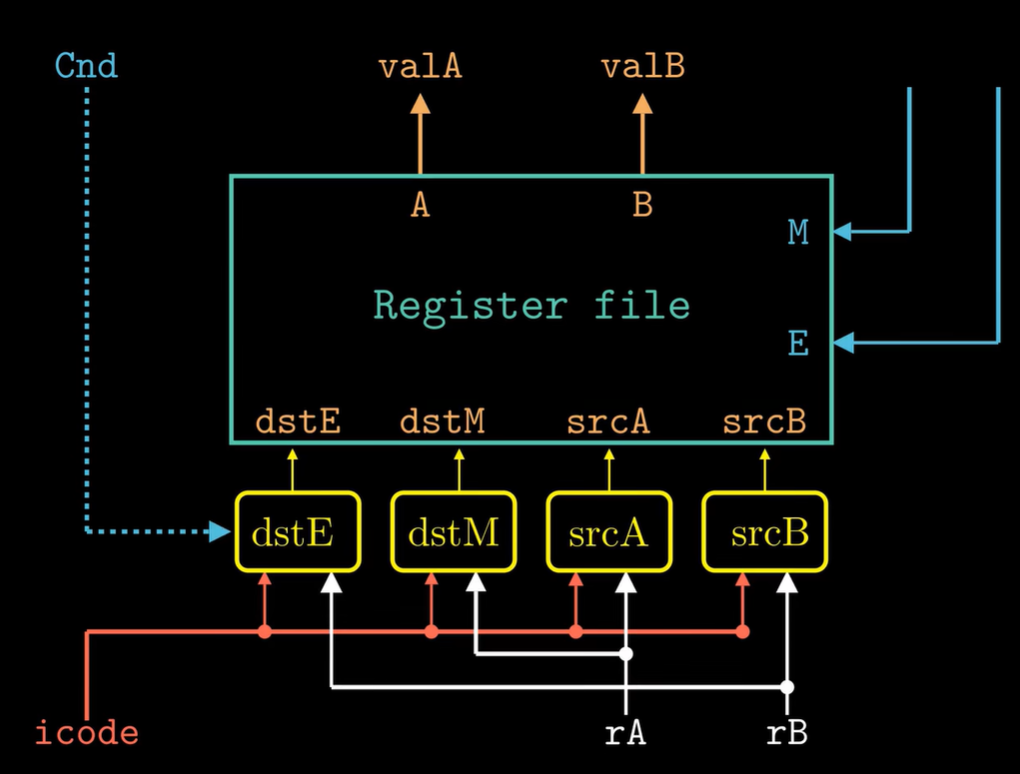 Cnd valA valB
A B
M
Register file
E
dstE dstM srcA srcB
dstE dstM srcA srcB
icode rA rB